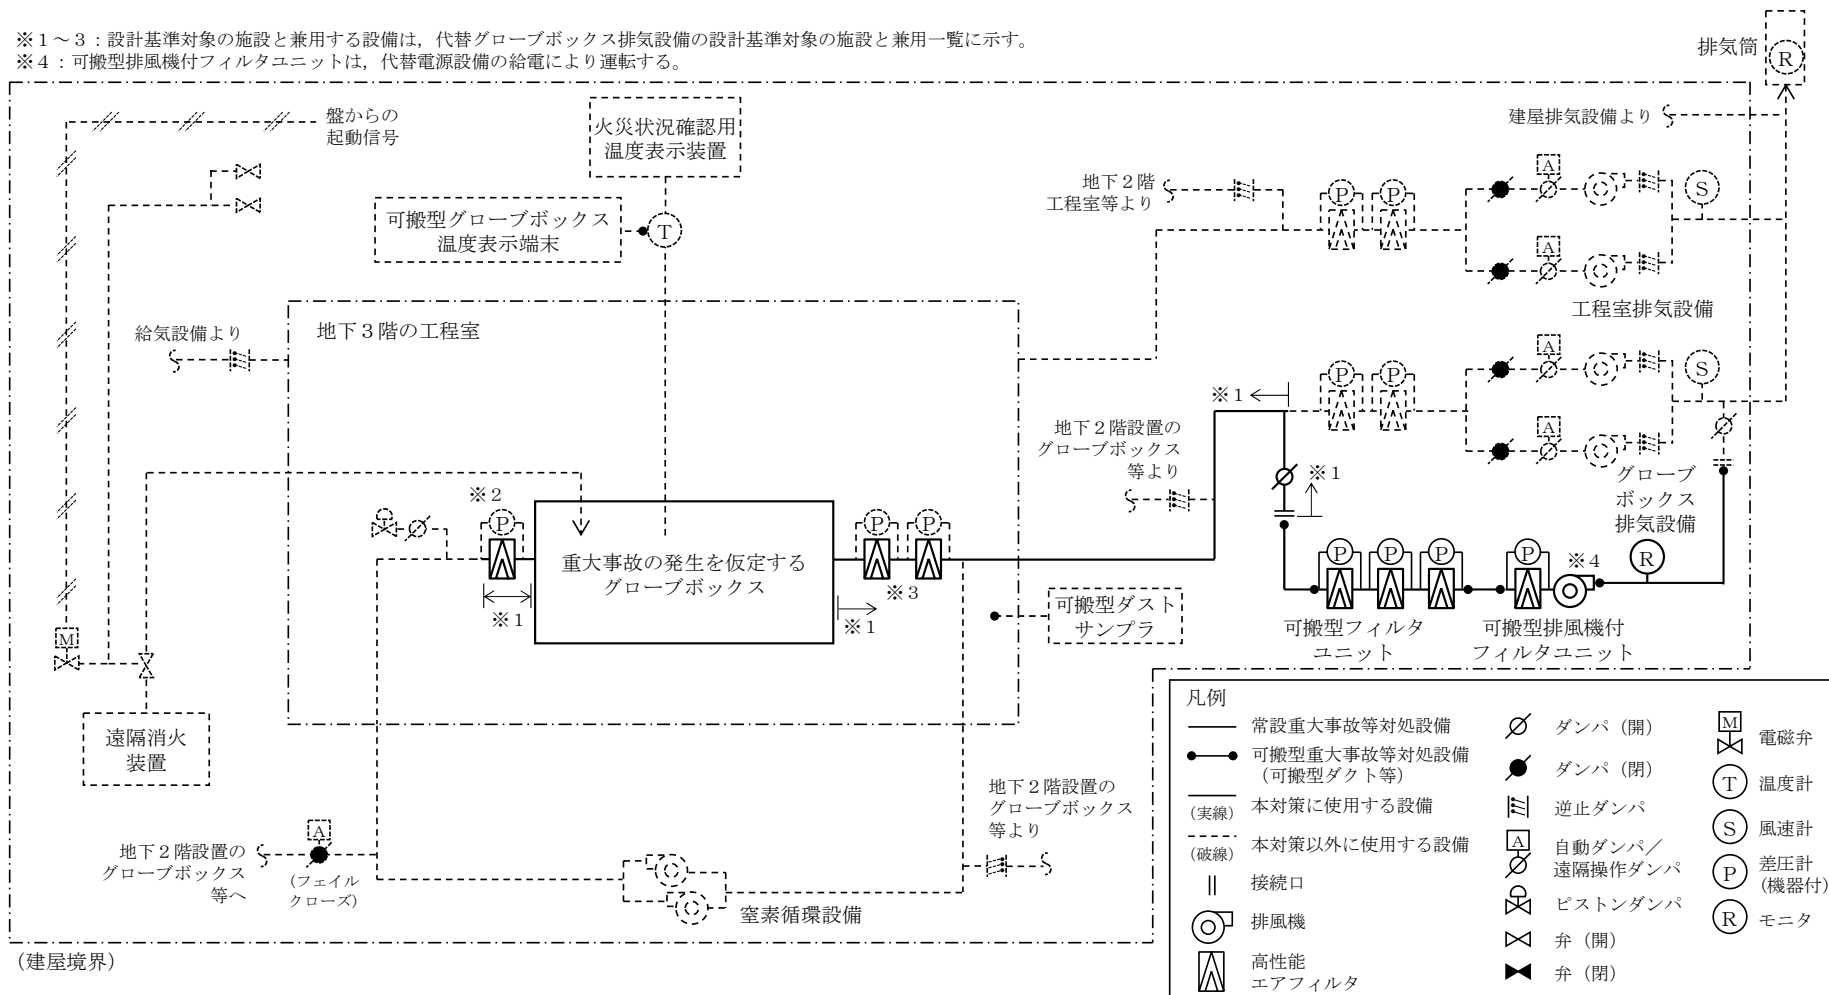 ※１～３：設計基準対象の施設と兼用する設備は，代替グローブボックス排気設備の設計基準対象の施設と兼用一覧に示す。
※４：可搬型排風機付フィルタユニットは，代替電源設備の給電により運転する。
排気筒
R
盤からの
起動信号
火災状況確認用
温度表示装置
建屋排気設備より
可搬型グローブボックス
温度表示端末
T
地下２階
工程室等より
P
P
A
A
S
工程室排気設備
給気設備より
地下３階の工程室
※１
P
P
A
A
S
地下２階設置の
グローブボックス
等より
※１
グローブ
ボックス
排気設備
※２
P
重大事故の発生を仮定する
グローブボックス
P
P
※３
※１
※１
P
P
P
P
※４
R
可搬型フィルタ
ユニット
可搬型排風機付
フィルタユニット
可搬型ダスト
サンプラ
M
遠隔消火
装置
地下２階設置の
グローブボックス
等へ
A
（フェイル
クローズ）
窒素循環設備
地下２階設置の
グローブボックス
等より
（建屋境界）
凡例
常設重大事故等対処設備
可搬型重大事故等対処設備
（可搬型ダクト等）
（実線）
本対策に使用する設備
（破線）
本対策以外に使用する設備
接続口
排風機
高性能
エアフィルタ
ダンパ（開）
ダンパ（閉）
逆止ダンパ
A
自動ダンパ／
遠隔操作ダンパ
ピストンダンパ
弁（開）
弁（閉）
M
電磁弁
T
温度計
S
風速計
P
差圧計
（機器付）
R
モニタ